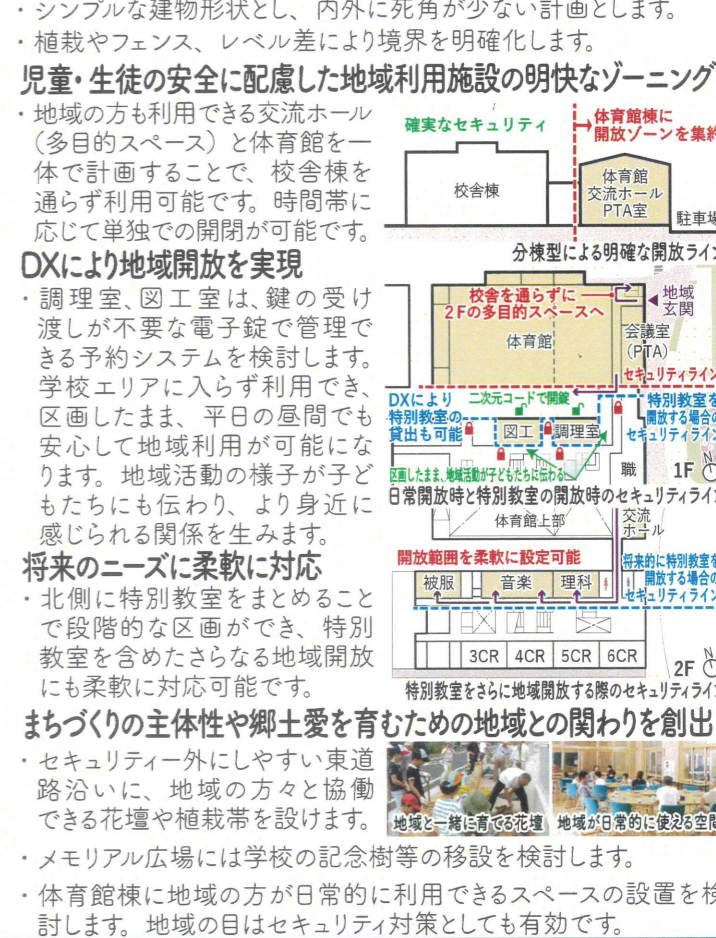 ・シンプルな建物形状とし、内外に死角が少ない計画とします。
・植栽やフェンス、レベル差により境界を明確化します。
児童・生徒の安全に配慮した地域利用施設の明快なゾーニング
・地域の方も利用できる交流ホール
（多目的スペース）と体育館を一
体で計画することで、校舎棟を
通らず利用可能です。時間帯に
応じて単独での開閉が可能です。
確実なセキュリティ
体育館棟に
開放ゾーンを集約
校舎棟
体育館
交流ホール
PTA室
駐車場
分棟型による明確な開放ライン
DXにより地域開放を実現
・調理室、図工室は、鍵の受け
渡しが不要な電子錠で管理で
きる予約システムを検討します。
学校エリアに入らず利用でき、
区画したまま、平日の昼間でも
安心して地域利用が可能にな
ります。地域活動の様子が子ど
もたちにも伝わり、より身近に
感じられる関係を生みます。
校舎を通らずに
2Fの多目的スペースへ
地域
玄関
体育館
会議室
(PTA)
セキュリティライン
DXにより
特別教室の
貸出も可能
二次元コードで開錠
特別教室を
開放する場合の
セキュリティライン
図工
調理室
区画したまま、地域活動が子どもたちに伝わる
職
1F
日常開放時と特別教室の開放時のセキュリティライン
将来のニーズに柔軟に対応
・北側に特別教室をまとめること
で段階的な区画ができ、特別
教室を含めたさらなる地域開放
にも柔軟に対応可能です。
体育館上部
交流
ホール
開放範囲を柔軟に設定可能
将来的に特別教室を
開放する場合の
セキュリティライン
被服
音楽
理科
3CR
4CR
5CR
6CR
2F
特別教室をさらに地域開放する際のセキュリティライン
まちづくりの主体性や郷土愛を育むための地域との関わりを創出
・セキュリティー外にしやすい東道
路沿いに、地域の方々と協働
できる花壇や植栽帯を設けます。
地域と一緒に育てる花壇
地域が日常的に使える空間
・メモリアル広場には学校の記念樹等の移設を検討します。
・体育館棟に地域の方が日常的に利用できるスペースの設置を検
討します。地域の目はセキュリティ対策としても有効です。